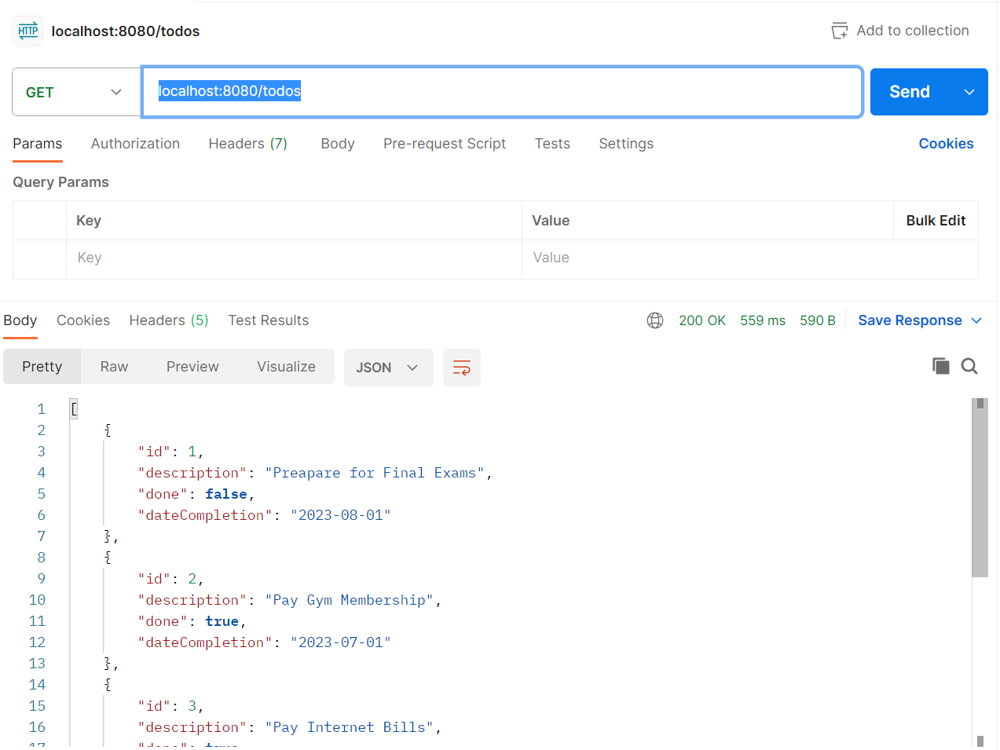 HTTP localhost:8080/todos Add to collection
GET localhost:8080/todos Send
Params Authorization Headers (7) Body Pre-request Script Tests Settings Cookies
Query Params
Key Value Bulk Edit
Key Value
Body Cookies Headers (5) Test Results 200 OK 559 ms 590 B Save Response
Pretty Raw Preview Visualize JSON
1 [
2 {
3 "id": 1,
4 "description": "Preapare for Final Exams",
5 "done": false,
6 "dateCompletion": "2023-08-01"
7 },
8 {
9 "id": 2,
10 "description": "Pay Gym Membership",
11 "done": true,
12 "dateCompletion": "2023-07-01"
13 },
14 {
15 "id": 3,
16 "description": "Pay Internet Bills",
17 "done": true